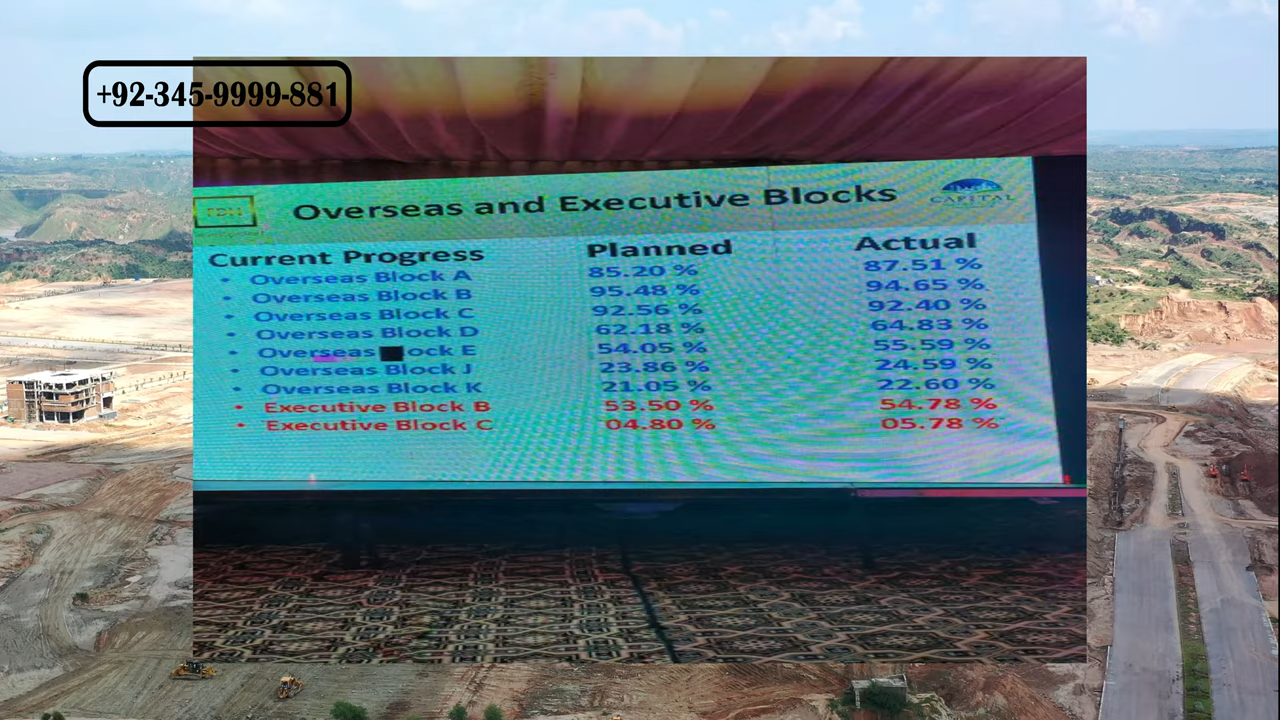 +92-345-9999-881
Overseas and Executive Blocks
CAPITAL
Current Progress Planned Actual
• Overseas Block A 85.20 % 87.51 %
• Overseas Block B 95.48 % 94.65 %
• Overseas Block C 92.56 % 92.40 %
• Overseas Block D 62.18 % 64.83 %
• Overseas ock E 54.05 % 55.59 %
• Overseas Block J 23.86 % 24.59 %
• Overseas Block K 21.05 % 22.60 %
• Executive Block B 53.50 % 54.78 %
• Executive Block C 04.80 % 05.78 %